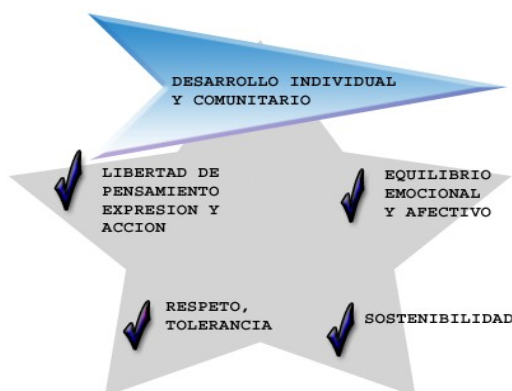 DESARROLLO INDIVIDUAL
Y COMUNITARIO
LIBERTAD DE
PENSAMIENTO
EXPRESION Y
ACCION
EQUILIBRIO
EMOCIONAL
Y AFECTIVO
RESPETO,
TOLERANCIA
SOSTENIBILIDAD